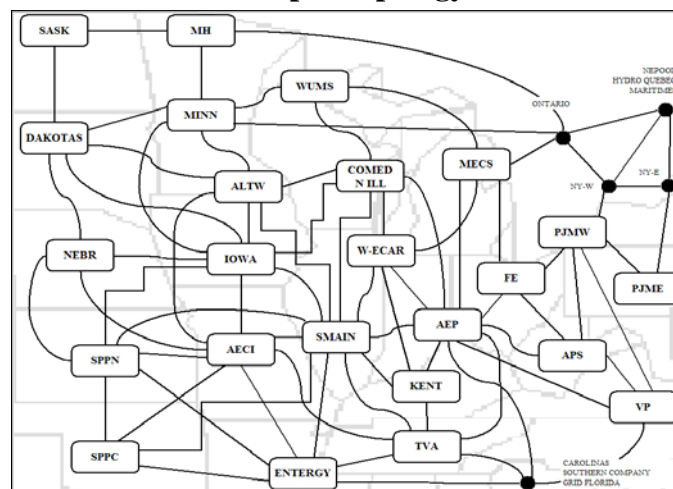 SASK
MH
NEPOOL
HYDRO QUEBEC
MARITIME
WUMS
ONTARIO
MINN
DAKOTAS
MECS
COMED
N ILL
ALTW
NY-W
NY-E
PJMW
W-ECAR
NEBR
IOWA
FE
PJME
AEP
SMAIN
AECI
APS
SPPN
KENT
VP
TVA
SPPC
ENTERGY
CAROLINAS
SOUTHERN COMPANY
GRID FLORIDA